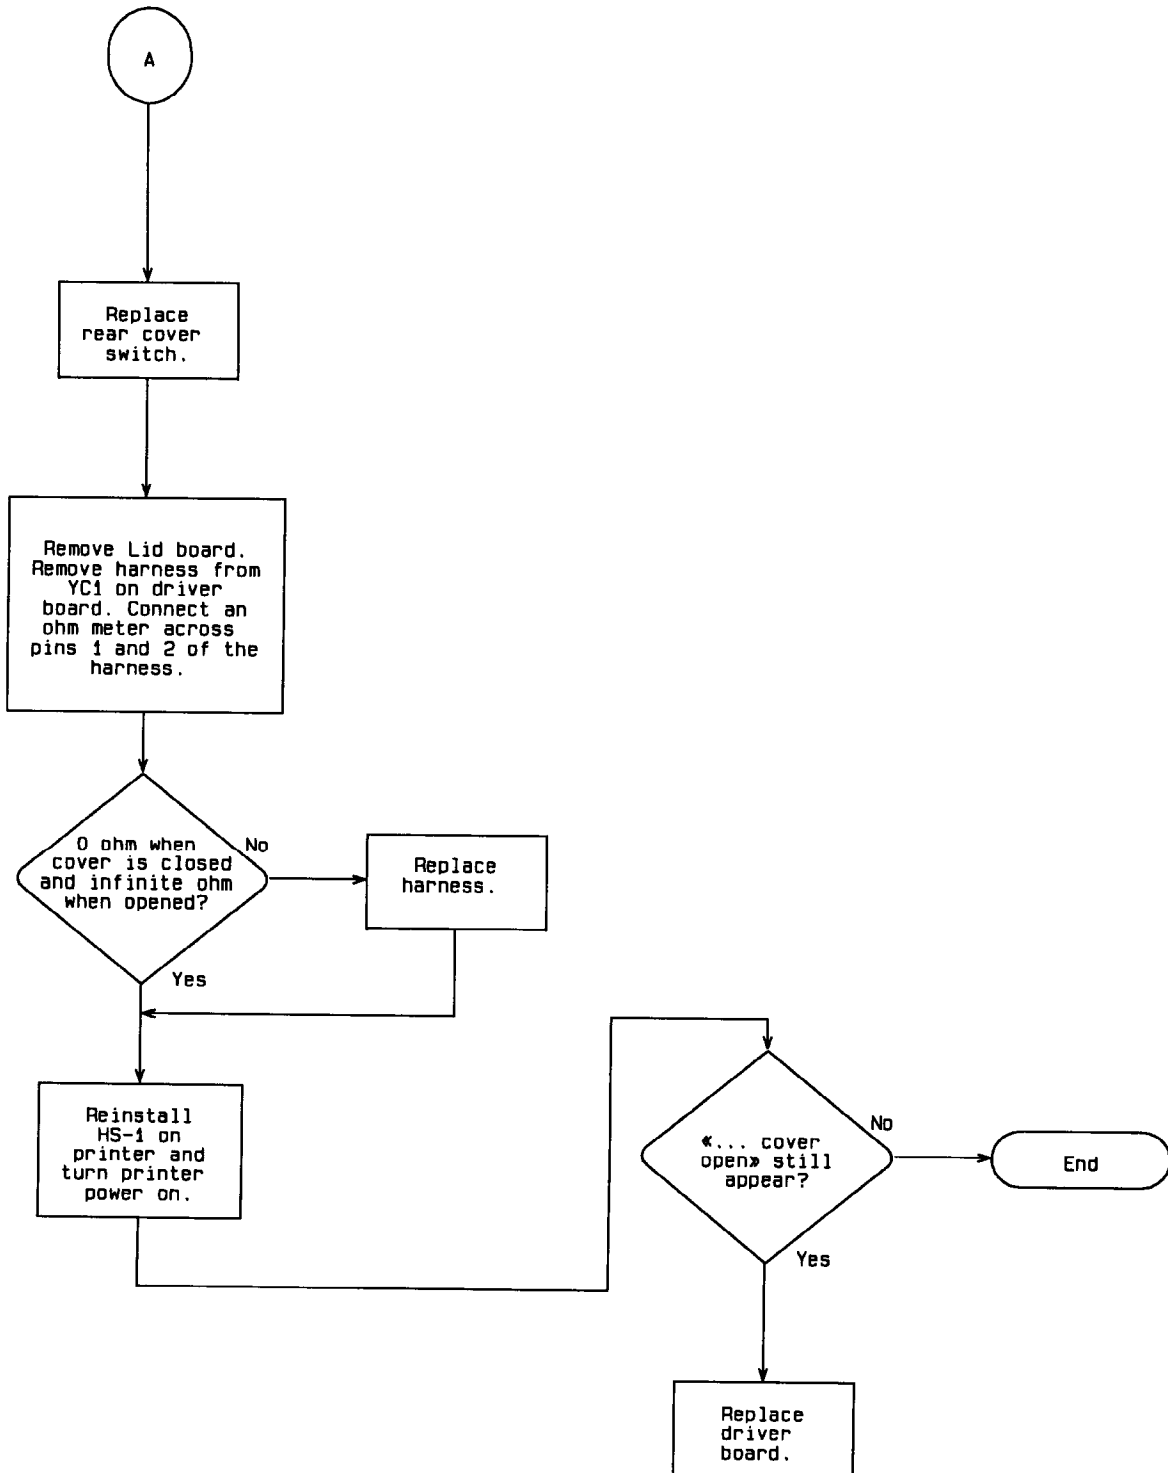 A
Replace
rear cover
switch.
Remove Lid board.
Remove harness from
YC1 on driver
board. Connect an
ohm meter across
pins 1 and 2 of the
harness.
0 ohm when
cover is closed
and infinite ohm
when opened?
No
Replace
harness.
Yes
Reinstall
HS-1 on
printer and
turn printer
power on.
«... cover
open» still
appear?
No
End
Yes
Replace
driver
board.